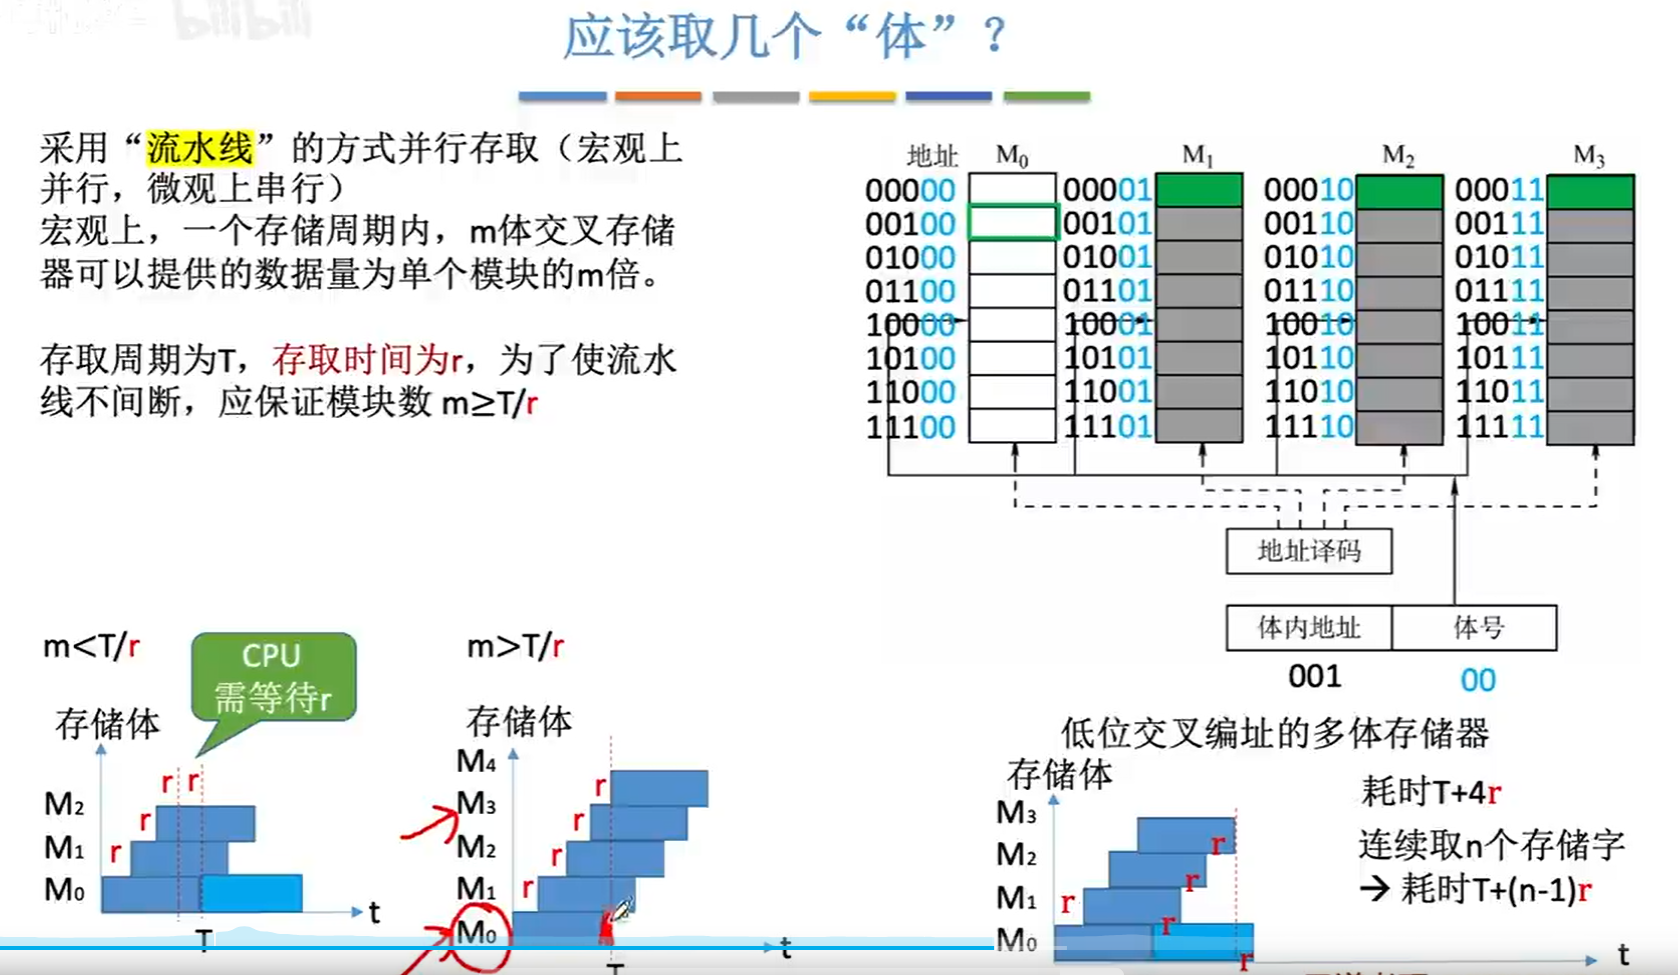 bilibili
应该取几个“体”？
采用“流水线”的方式并行存取（宏观上
并行，微观上串行）
宏观上，一个存储周期内，m体交叉存储
器可以提供的数据量为单个模块的m倍。
存取周期为T，存取时间为r，为了使流水
线不间断，应保证模块数 m≥T/r
地址 M0 M1 M2 M3
00000 00001 00010 00011
00100 00101 00110 00111
01000 01001 01010 01011
01100 01101 01110 01111
10000 10001 10010 10011
10100 10101 10110 10111
11000 11001 11010 11011
11100 11101 11110 11111
地址译码
体内地址 体号
001 00
低位交叉编址的多体存储器
m<T/r
CPU
需等待r
存储体
r r
M2 r
M1 r
M0
t
T
m>T/r
存储体
M4
r
M3
r
M2
r
M1 r
M0
t
T
存储体
M3
r
M2
r
M1 r
r
M0
r
t
耗时T+4r
连续取n个存储字
→ 耗时T+(n-1)r